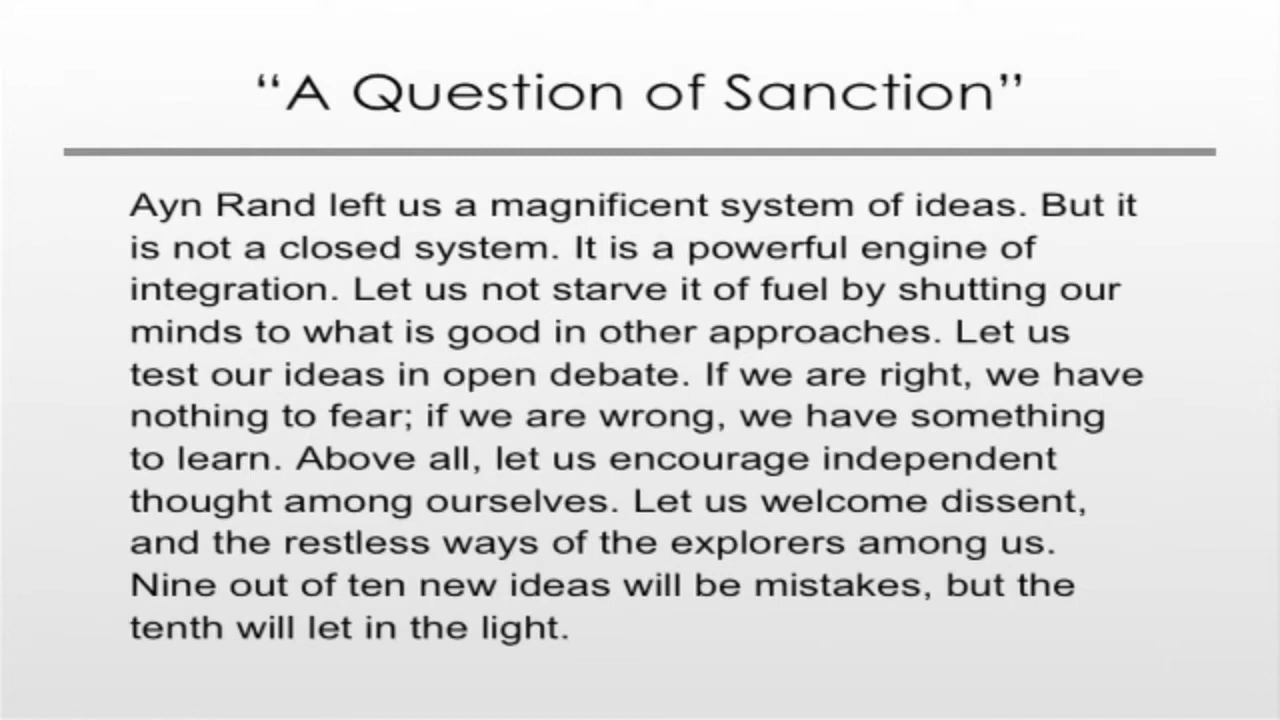 “A Question of Sanction”
Ayn Rand left us a magnificent system of ideas. But it
is not a closed system. It is a powerful engine of
integration. Let us not starve it of fuel by shutting our
minds to what is good in other approaches. Let us
test our ideas in open debate. If we are right, we have
nothing to fear; if we are wrong, we have something
to learn. Above all, let us encourage independent
thought among ourselves. Let us welcome dissent,
and the restless ways of the explorers among us.
Nine out of ten new ideas will be mistakes, but the
tenth will let in the light.